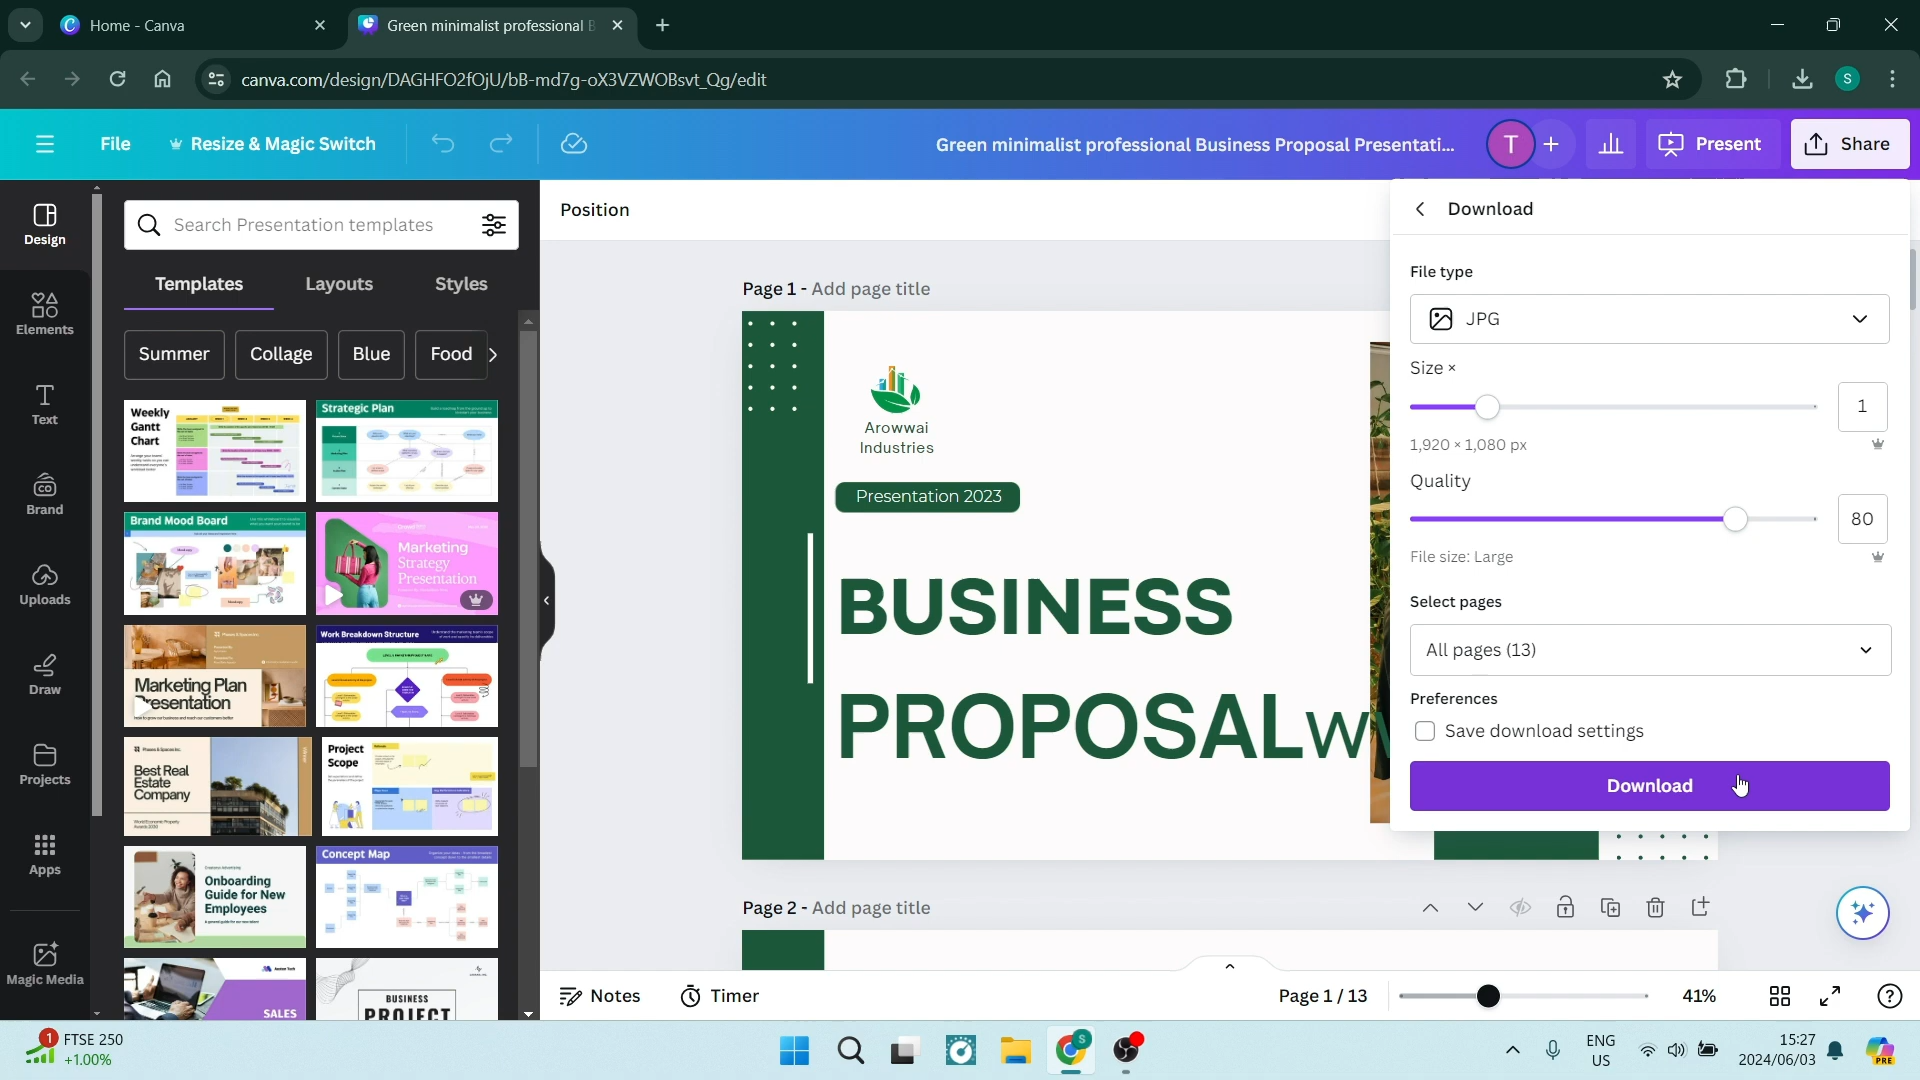 Home - Canva
Green minimalist professional B
canva.com/design/DAGHFO2fOjU/bB-md7g-oX3VZWOBsvt_Qg/edit
S
File
Resize & Magic Switch
Green minimalist professional Business Proposal Presentati...
T
Present
Share
Design
Elements
Text
Brand
Uploads
Draw
Projects
Apps
Magic Media
Search Presentation templates
Templates
Layouts
Styles
Summer
Collage
Blue
Food
Weekly
Gantt
Chart
Strategic Plan
Brand Mood Board
Marketing
Strategy
Presentation
Marketing Plan
Presentation
Work Breakdown Structure
Best Real
Estate
Company
Project
Scope
Onboarding
Guide for New
Employees
Concept Map
SALES
BUSINESS
PROJECT
Position
Page 1 - Add page title
Arowwai
Industries
Presentation 2023
BUSINESS
PROPOSALW
Page 2 - Add page title
Download
File type
JPG
Size ×
1
1,920 × 1,080 px
Quality
80
File size: Large
Select pages
All pages (13)
Preferences
Save download settings
Download
Notes
Timer
Page 1 / 13
41%
1
FTSE 250
+1.00%
S
ENG
US
15:27
2024/06/03
PRE